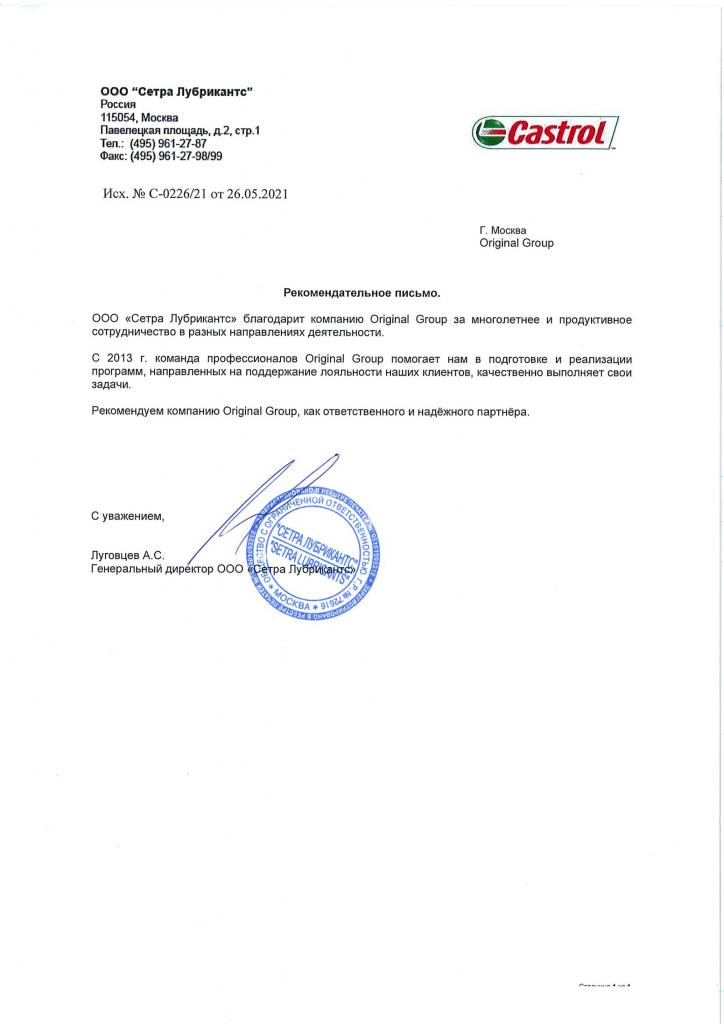 ООО “Сетра Лубрикантс”
Россия
115054, Москва
Павелецкая площадь, д.2, стр.1
Тел.: (495) 961-27-87
Факс: (495) 961-27-98/99
Castrol
Исх. № С-0226/21 от 26.05.2021
Г. Москва
Original Group
Рекомендательное письмо.
ООО «Сетра Лубрикантс» благодарит компанию Original Group за многолетнее и продуктивное
сотрудничество в разных направлениях деятельности.
С 2013 г. команда профессионалов Original Group помогает нам в подготовке и реализации
программ, направленных на поддержание лояльности наших клиентов, качественно выполняет свои
задачи.
Рекомендуем компанию Original Group, как ответственного и надёжного партнёра.
С уважением,
Луговцев А.С.
Генеральный директор ООО «Сетра Лубрикантс»
ОБЩЕСТВО С ОГРАНИЧЕННОЙ ОТВЕТСТВЕННОСТЬЮ Г.Р. № 72616
* МОСКВА *
"СЕТРА ЛУБРИКАНТС"
"SETRA LUBRICANTS"